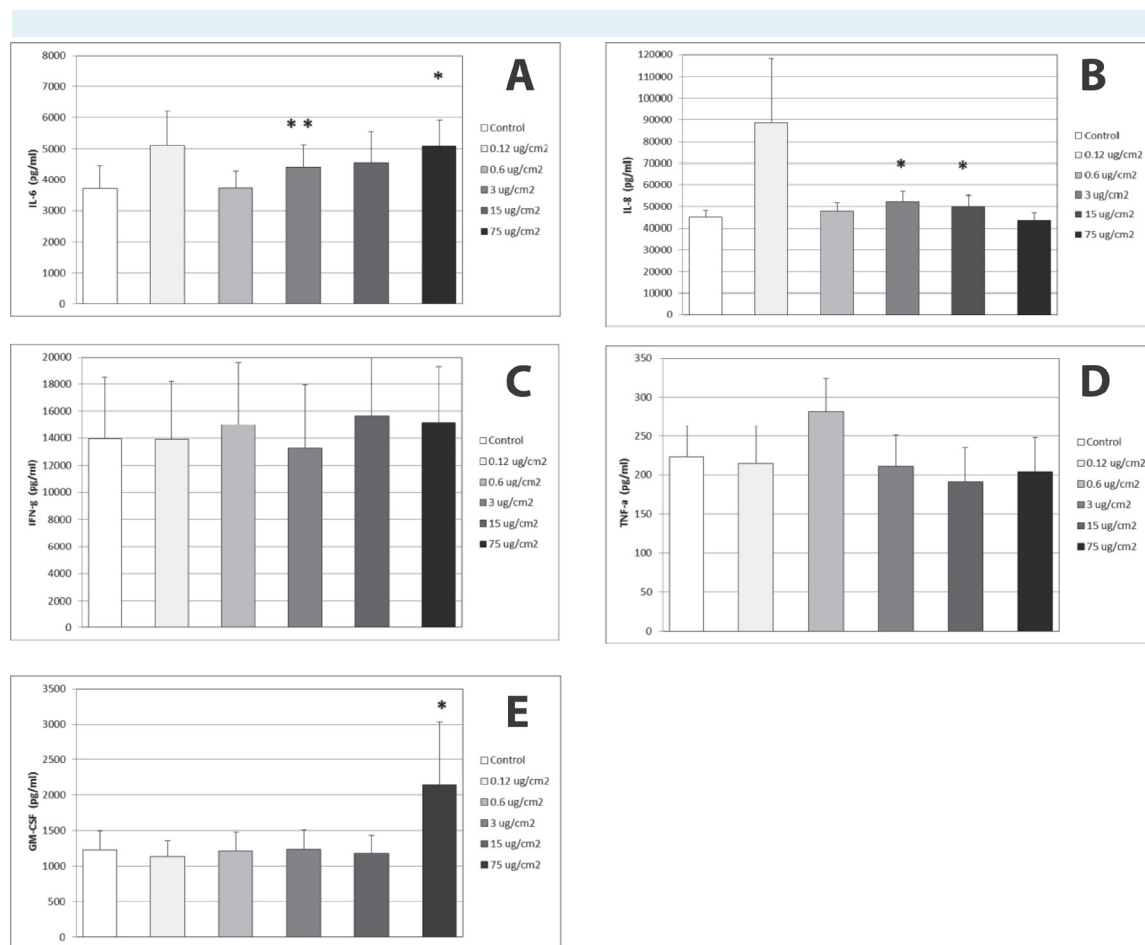 A
8000
7000
6000
5000
4000
3000
2000
1000
0
IL-6 (pg/ml)
* *
*
Control
0.12 ug/cm2
0.6 ug/cm2
3 ug/cm2
15 ug/cm2
75 ug/cm2
B
120000
110000
100000
90000
80000
70000
60000
50000
40000
30000
20000
10000
0
IL-8 (pg/ml)
*
*
Control
0.12 ug/cm2
0.6 ug/cm2
3 ug/cm2
15 ug/cm2
75 ug/cm2
C
20000
18000
16000
14000
12000
10000
8000
6000
4000
2000
0
IFN-g (pg/ml)
Control
0.12 ug/cm2
0.6 ug/cm2
3 ug/cm2
15 ug/cm2
75 ug/cm2
D
350
300
250
200
150
100
50
0
TNF-a (pg/ml)
Control
0.12 ug/cm2
0.6 ug/cm2
3 ug/cm2
15 ug/cm2
75 ug/cm2
E
3500
3000
2500
2000
1500
1000
500
0
GM-CSF (pg/ml)
*
Control
0.12 ug/cm2
0.6 ug/cm2
3 ug/cm2
15 ug/cm2
75 ug/cm2